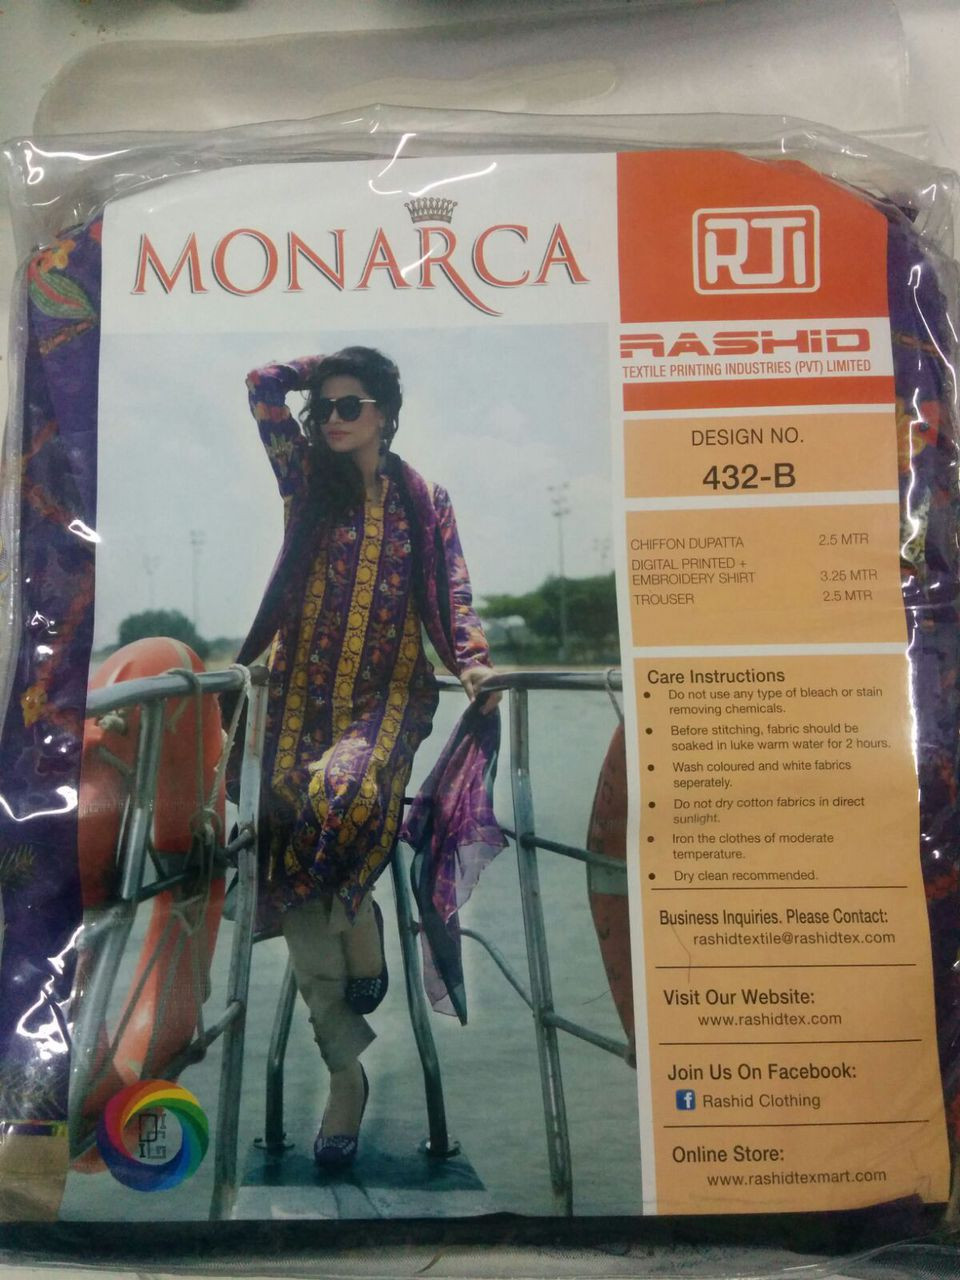 MONARCA
RJI
RASHID
TEXTILE PRINTING INDUSTRIES (PVT) LIMITED
DESIGN NO.
432-B
CHIFFON DUPATTA 2.5 MTR
DIGITAL PRINTED +
EMBROIDERY SHIRT 3.25 MTR
TROUSER 2.5 MTR
Care Instructions
● Do not use any type of bleach or stain
removing chemicals.
● Before stitching, fabric should be
soaked in luke warm water for 2 hours.
● Wash coloured and white fabrics
seperately.
● Do not dry cotton fabrics in direct
sunlight.
● Iron the clothes of moderate
temperature.
● Dry clean recommended.
Business Inquiries. Please Contact:
rashidtextile@rashidtex.com
Visit Our Website:
www.rashidtex.com
Join Us On Facebook:
f Rashid Clothing
Online Store:
www.rashidtexmart.com